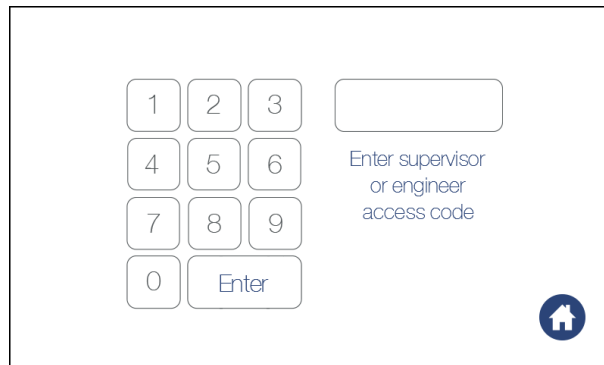 1 2 3
4 5 6
7 8 9
0 Enter
Enter supervisor
or engineer
access code